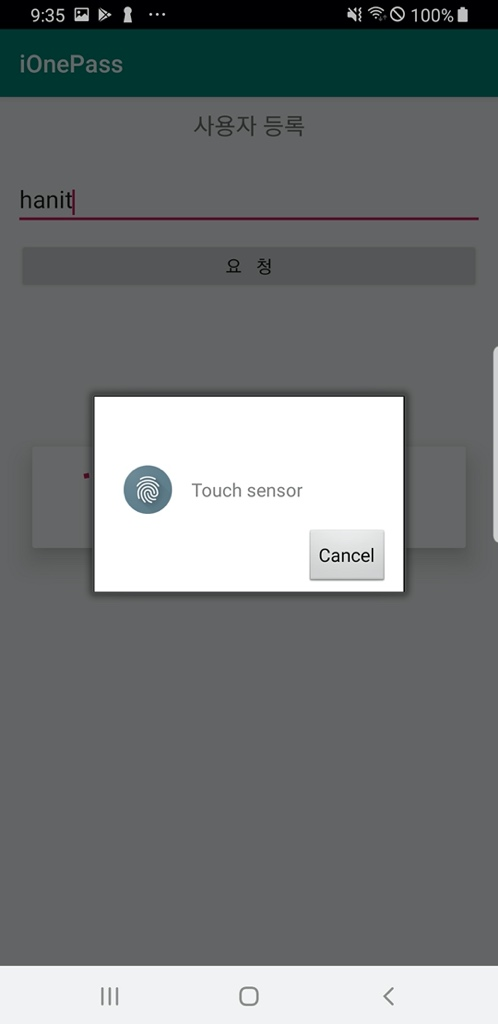 9:35
100%
iOnePass
사용자 등록
hanit
요 청
Touch sensor
Cancel